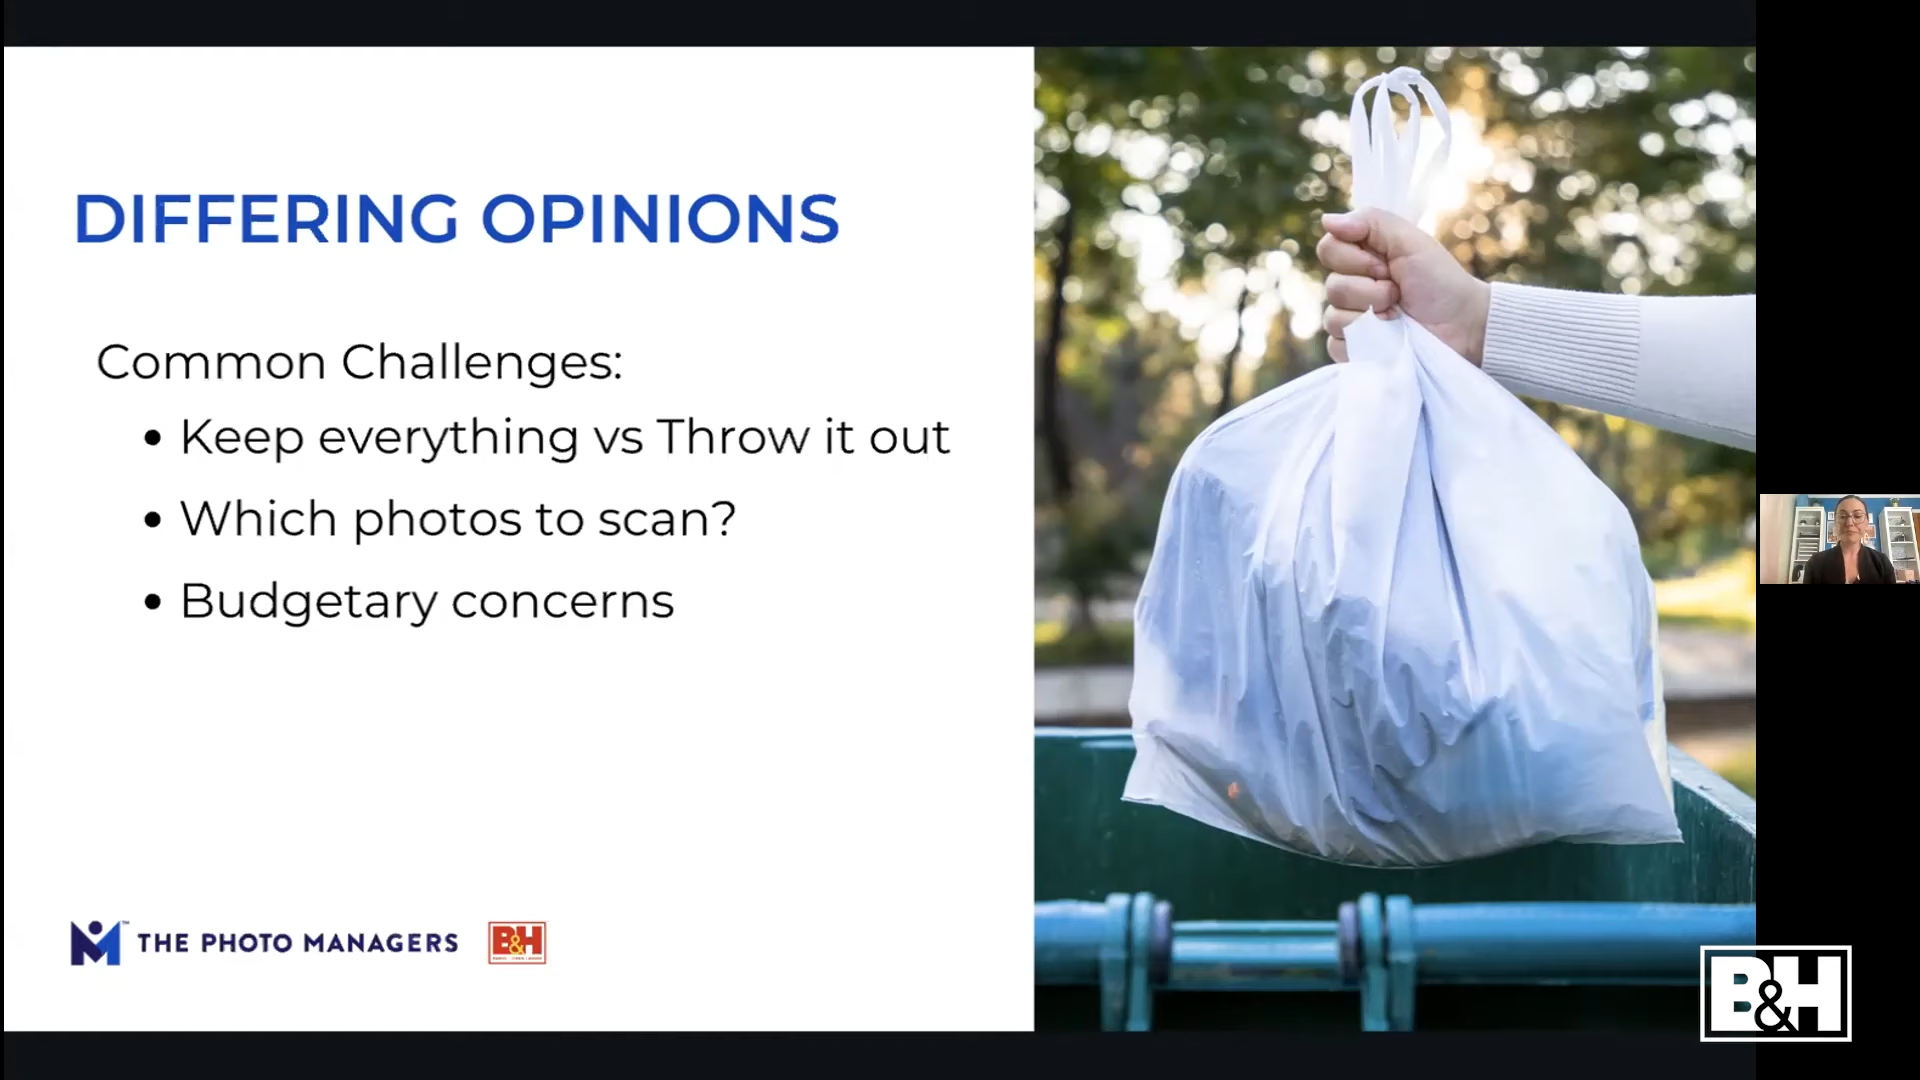 DIFFERING OPINIONS
Common Challenges:
• Keep everything vs Throw it out
• Which photos to scan?
• Budgetary concerns
THE PHOTO MANAGERS
B&H
B&H